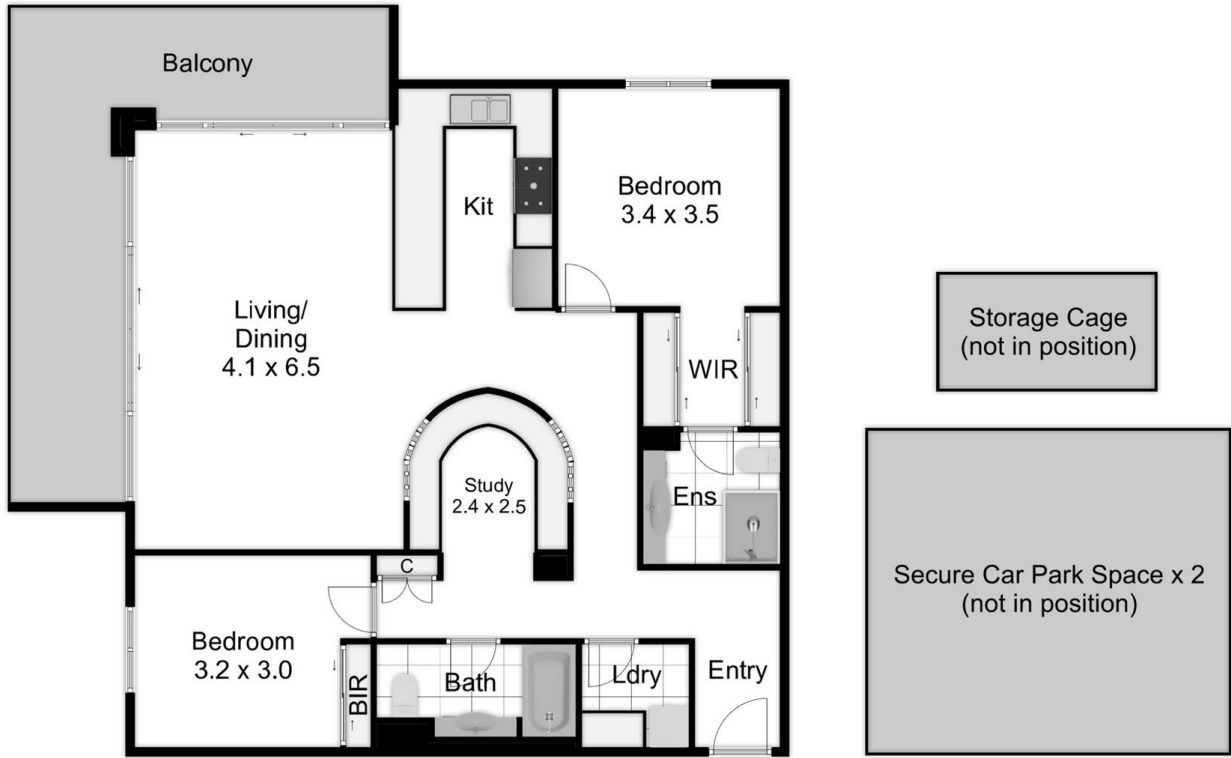 Balcony
Kit
Bedroom
3.4 x 3.5
Living/
Dining
4.1 x 6.5
WIR
Storage Cage
(not in position)
Study
2.4 x 2.5
Ens
C
Secure Car Park Space x 2
(not in position)
Bedroom
3.2 x 3.0
BIR
Bath
Ldry
Entry